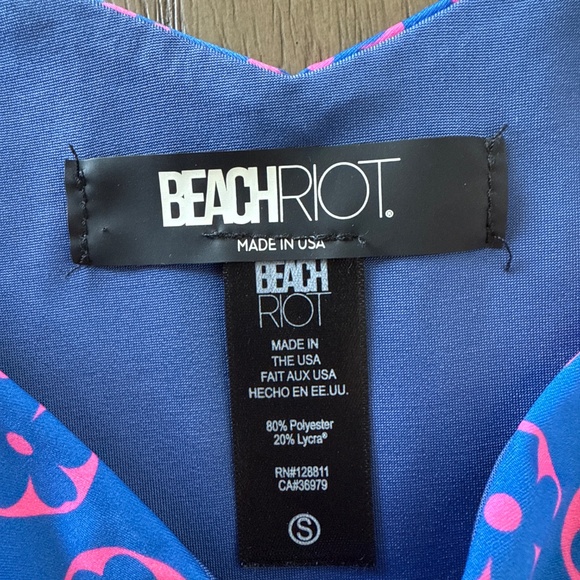 BEACHRIOT®
MADE IN USA
BEACH
RIOT
MADE IN
THE USA
FAIT AUX USA
HECHO EN EE.UU.
80% Polyester
20% Lycra®
RN#128811
CA#36979
S